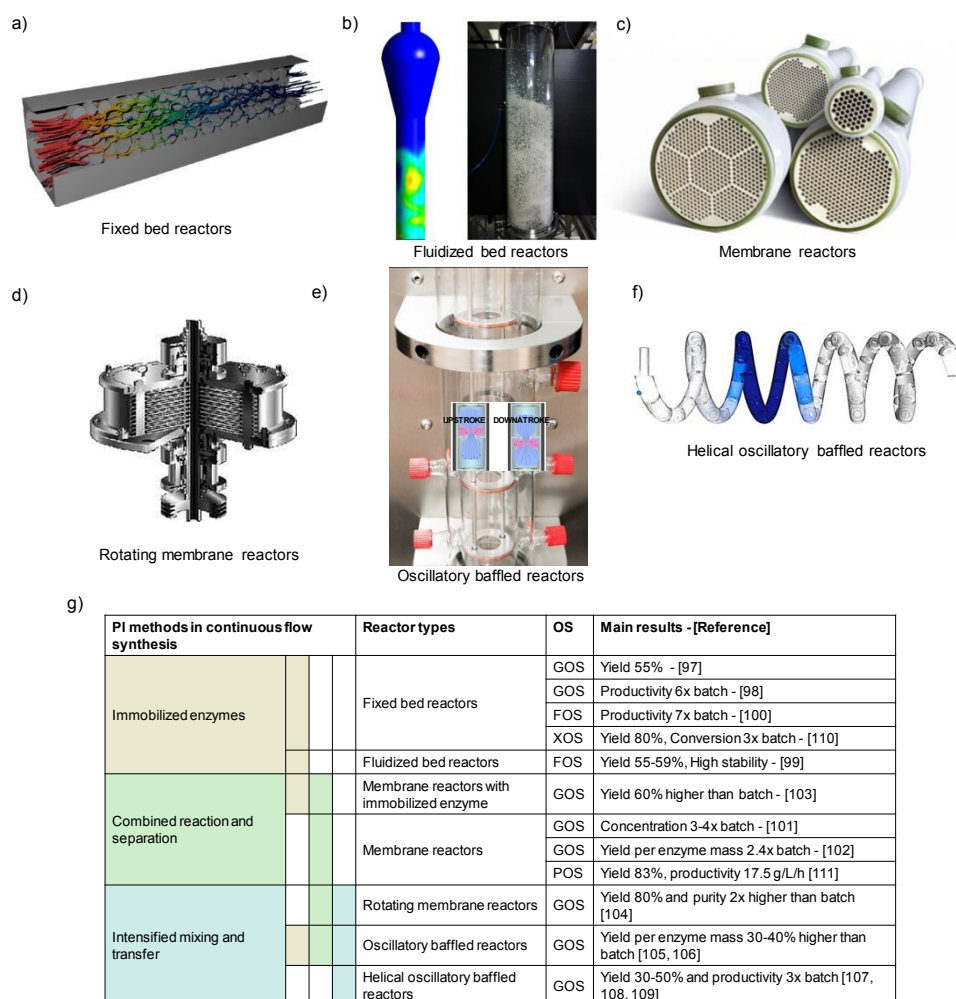 a)
b)
c)
Fixed bed reactors
Fluidized bed reactors
Membrane reactors
d)
e)
f)
UPSTROKE DOWNATROKE
Rotating membrane reactors
Oscillatory baffled reactors
Helical oscillatory baffled reactors
g)
PI methods in continuous flow
synthesis
Reactor types
OS
Main results - [Reference]
Immobilized enzymes
Fixed bed reactors
GOS Yield 55% - [97]
GOS Productivity 6x batch - [98]
FOS Productivity 7x batch - [100]
XOS Yield 80%, Conversion 3x batch - [110]
Fluidized bed reactors FOS Yield 55-59%, High stability - [99]
Combined reaction and
separation
Membrane reactors with
immobilized enzyme
GOS Yield 60% higher than batch - [103]
Membrane reactors
GOS Concentration 3-4x batch - [101]
GOS Yield per enzyme mass 2.4x batch - [102]
POS Yield 83%, productivity 17.5 g/L/h [111]
Intensified mixing and
transfer
Rotating membrane reactors GOS Yield 80% and purity 2x higher than batch
[104]
Oscillatory baffled reactors GOS Yield per enzyme mass 30-40% higher than
batch [105, 106]
Helical oscillatory baffled
reactors
GOS Yield 30-50% and productivity 3x batch [107,
108, 109]